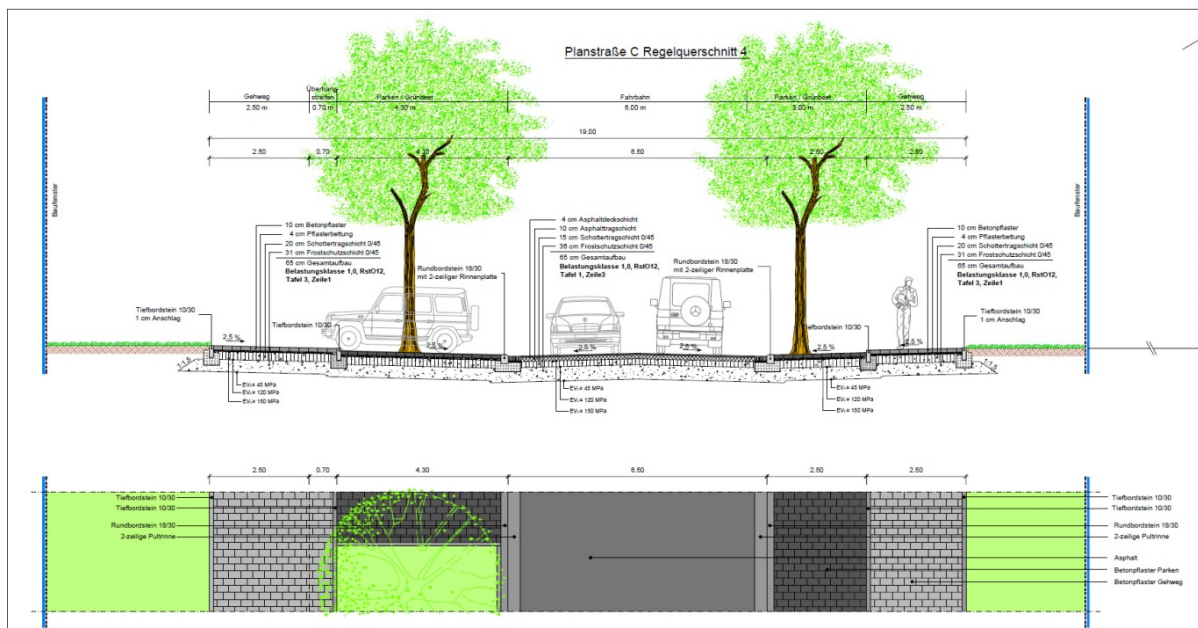 Planstraße C Regelquerschnitt 4
Gehweg
Überhang-
streifen
Parken / Grünbeet
Fahrbahn
Parken / Grünbeet
Gehweg
2.50 m
0.70 m
4.30 m
6.00 m
3.00 m
2.50 m
19.00
2.50
0.70
4.30
6.50
2.50
2.50
Baufenster
Baufenster
10 cm Betonpflaster
4 cm Pflasterbettung
20 cm Schottertragschicht 0/45
31 cm Frostschutzschicht 0/45
65 cm Gesamtaufbau
Belastungsklasse 1,0, RstO12,
Tafel 3, Zeile1
4 cm Asphaltdeckschicht
10 cm Asphalttragschicht
15 cm Schottertragschicht 0/45
36 cm Frostschutzschicht 0/45
65 cm Gesamtaufbau
Belastungsklasse 1,0, RstO12,
Tafel 1, Zeile3
10 cm Betonpflaster
4 cm Pflasterbettung
20 cm Schottertragschicht 0/45
31 cm Frostschutzschicht 0/45
65 cm Gesamtaufbau
Belastungsklasse 1,0, RstO12,
Tafel 3, Zeile1
Rundbordstein 18/30
mit 2-zeiliger Rinnenplatte
Rundbordstein 18/30
mit 2-zeiliger Rinnenplatte
Tiefbordstein 10/30
1 cm Anschlag
Tiefbordstein 10/30
Tiefbordstein 10/30
Tiefbordstein 10/30
1 cm Anschlag
2,5 %
2,5 %
2,5 %
2,5 %
2,5 %
2,5 %
1:1,5
1:1,5
EV₂= 45 MPa
EV₂= 120 MPa
EV₂= 150 MPa
EV₂= 45 MPa
EV₂= 120 MPa
EV₂= 150 MPa
EV₂= 45 MPa
EV₂= 120 MPa
EV₂= 150 MPa
2.50
0.70
4.30
6.50
2.50
2.50
Tiefbordstein 10/30
Tiefbordstein 10/30
Rundbordstein 18/30
2-zeilige Pultrinne
Tiefbordstein 10/30
Tiefbordstein 10/30
Rundbordstein 18/30
2-zeilige Pultrinne
Asphalt
Betonpflaster Parken
Betonpflaster Gehweg